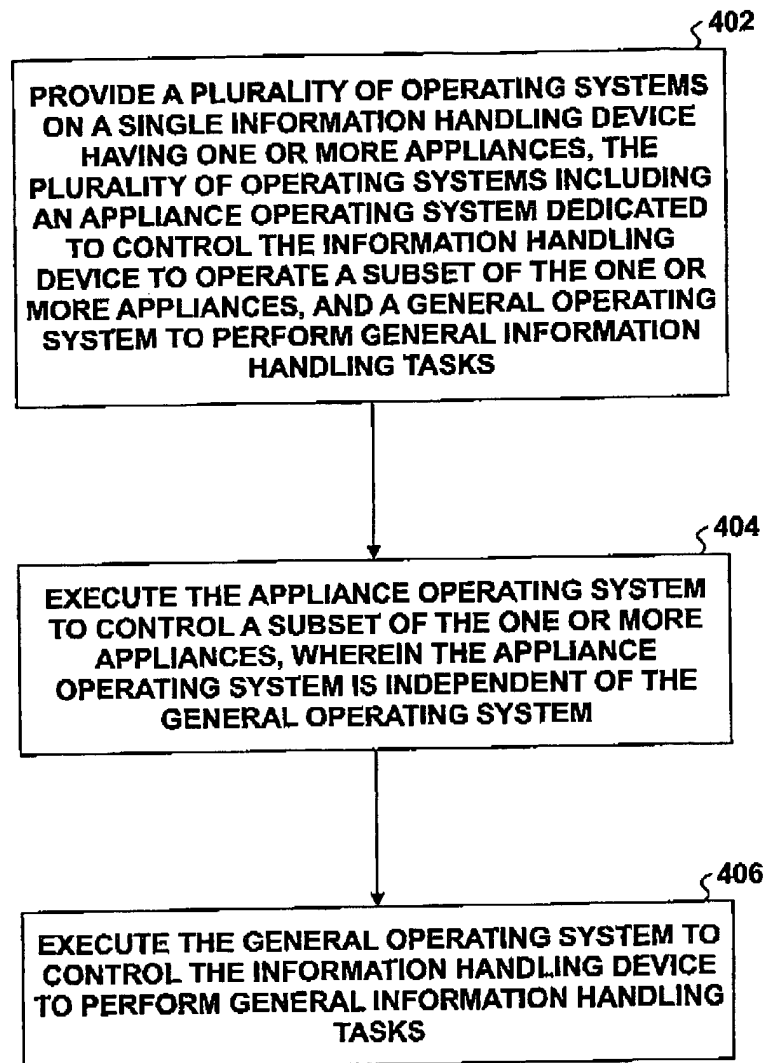 402
PROVIDE A PLURALITY OF OPERATING SYSTEMS
ON A SINGLE INFORMATION HANDLING DEVICE
HAVING ONE OR MORE APPLIANCES, THE
PLURALITY OF OPERATING SYSTEMS INCLUDING
AN APPLIANCE OPERATING SYSTEM DEDICATED
TO CONTROL THE INFORMATION HANDLING
DEVICE TO OPERATE A SUBSET OF THE ONE OR
MORE APPLIANCES, AND A GENERAL OPERATING
SYSTEM TO PERFORM GENERAL INFORMATION
HANDLING TASKS
404
EXECUTE THE APPLIANCE OPERATING SYSTEM
TO CONTROL A SUBSET OF THE ONE OR MORE
APPLIANCES, WHEREIN THE APPLIANCE
OPERATING SYSTEM IS INDEPENDENT OF THE
GENERAL OPERATING SYSTEM
406
EXECUTE THE GENERAL OPERATING SYSTEM TO
CONTROL THE INFORMATION HANDLING DEVICE
TO PERFORM GENERAL INFORMATION HANDLING
TASKS